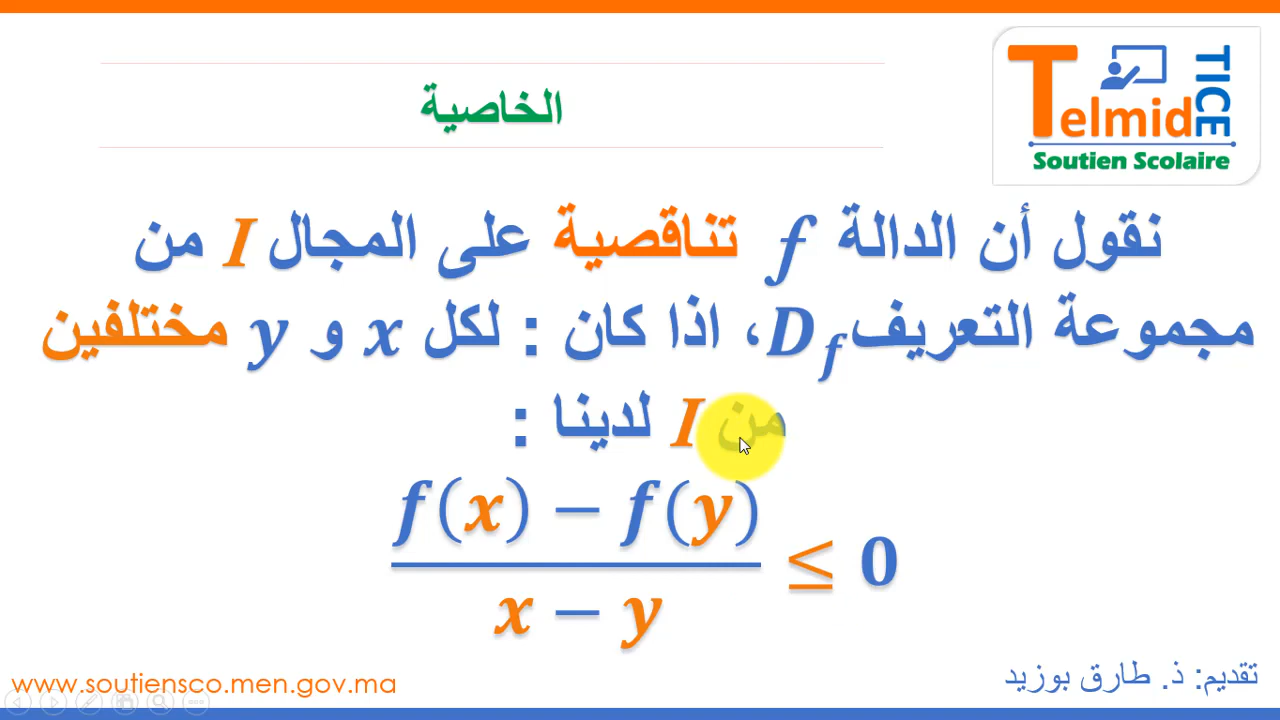 الخاصية
Telmid TICE
Soutien Scolaire
نقول أن الدالة f تناقصية على المجال I من
مجموعة التعريف D_f، اذا كان : لكل x و y مختلفين
من I لدينا :
(f(x) − f(y))/(x − y) ≤ 0
www.soutiensco.men.gov.ma
تقديم: ذ. طارق بوزيد